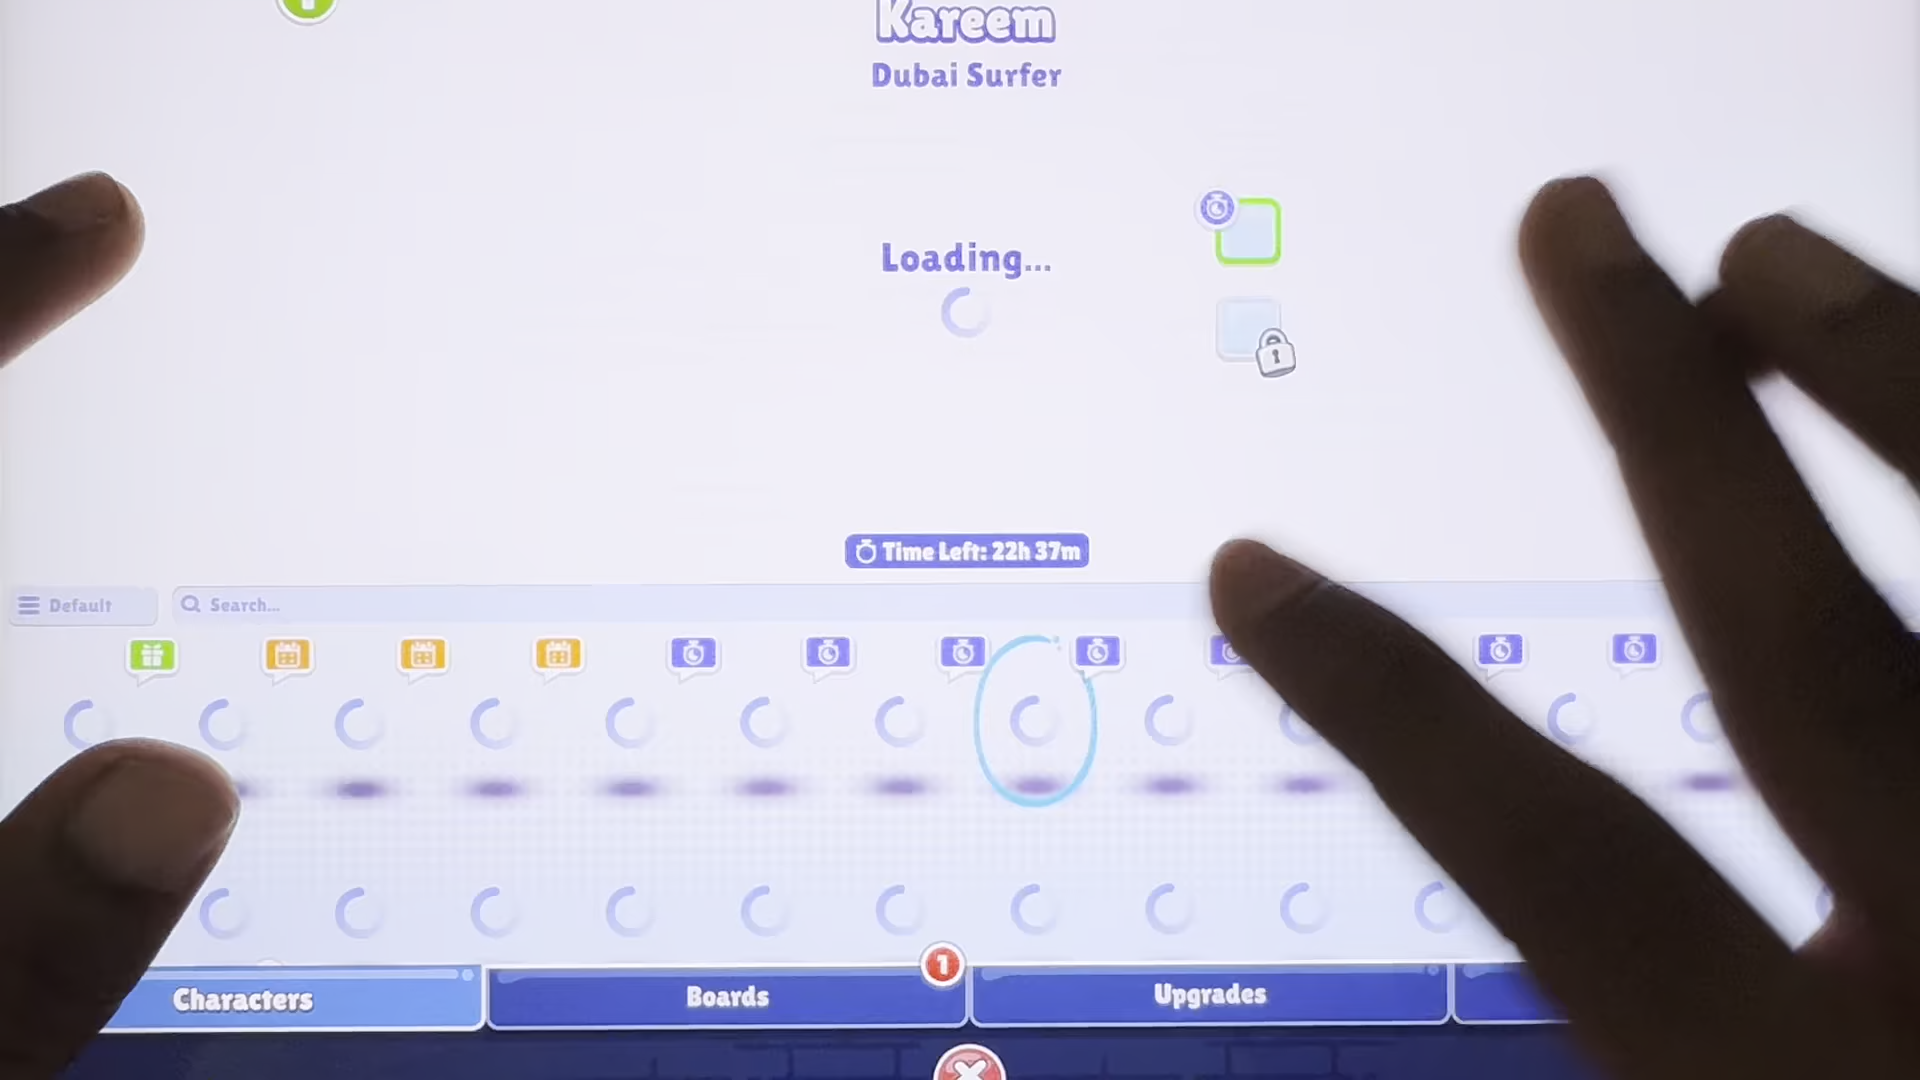 Kareem
Dubai Surfer
Loading...
Time Left: 22h 37m
Default
Search...
1
Characters
Boards
Upgrades